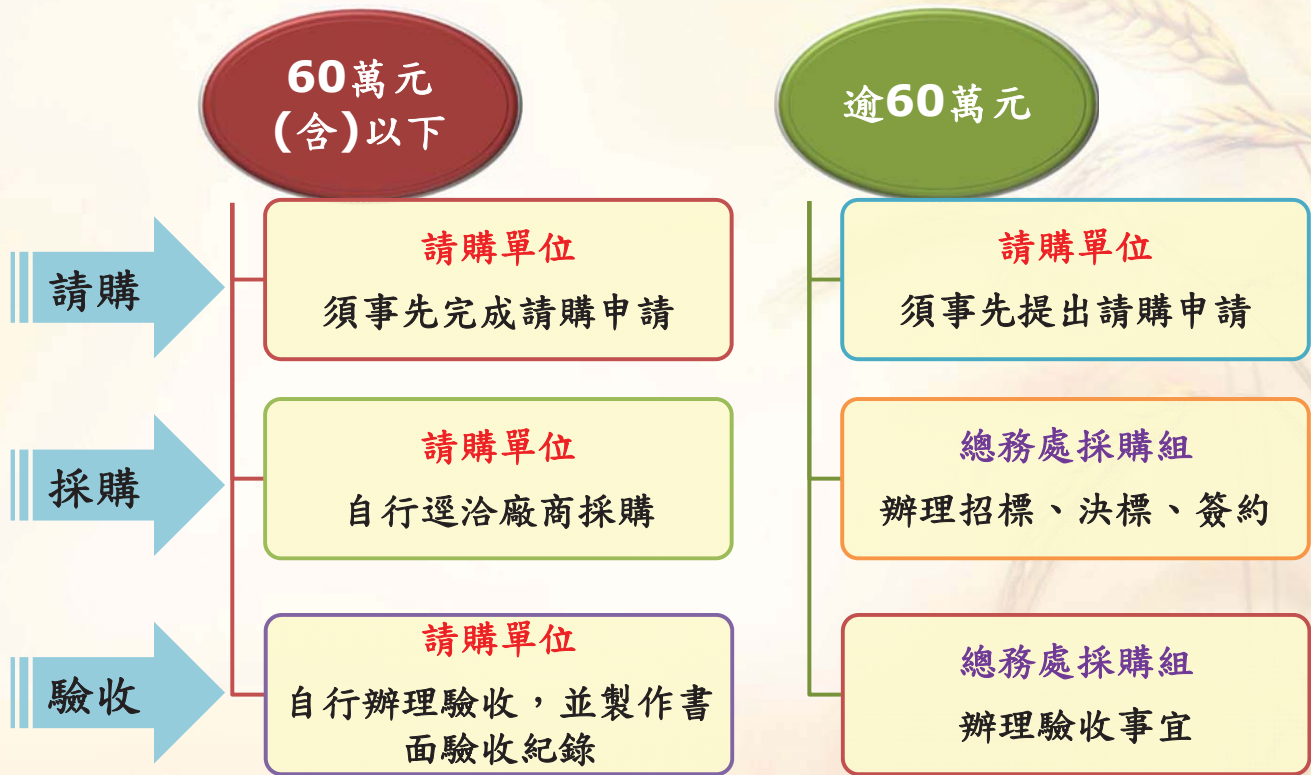 60萬元
(含)以下
逾60萬元
請購
請購單位
須事先完成請購申請
請購單位
須事先提出請購申請
採購
請購單位
自行逕洽廠商採購
總務處採購組
辦理招標、決標、簽約
驗收
請購單位
自行辦理驗收，並製作書
面驗收紀錄
總務處採購組
辦理驗收事宜